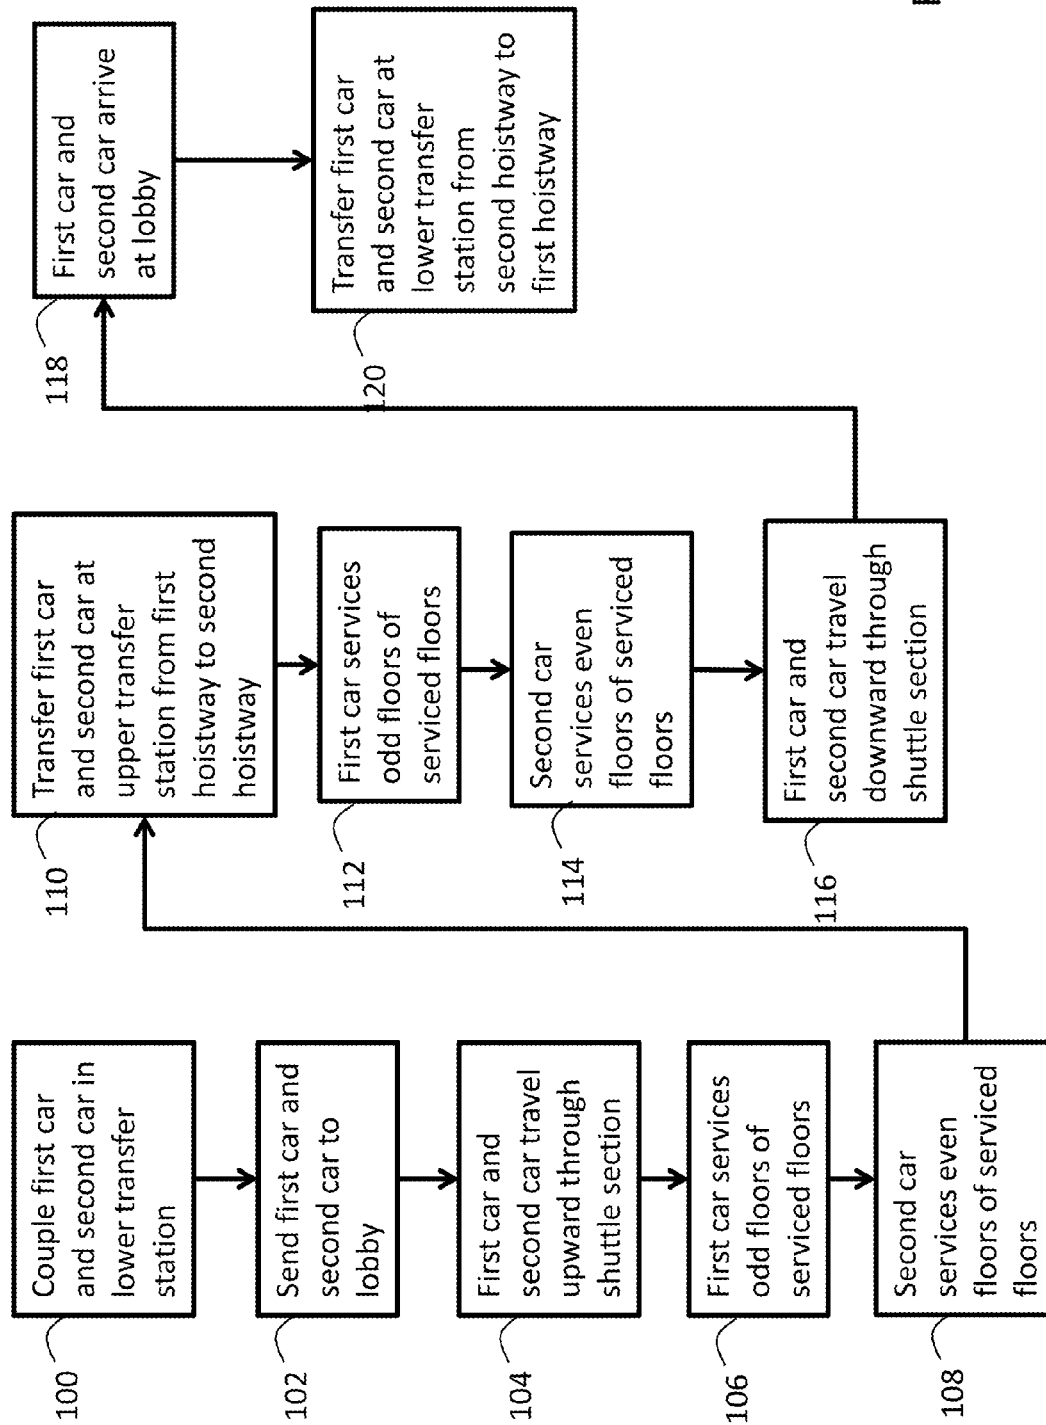 100
Couple first car
and second car in
lower transfer
station
102
Send first car and
second car to
lobby
104
First car and
second car travel
upward through
shuttle section
106
First car services
odd floors of
serviced floors
108
Second car
services even
floors of serviced
floors
110
Transfer first car
and second car at
upper transfer
station from first
hoistway to second
hoistway
112
First car services
odd floors of
serviced floors
114
Second car
services even
floors of serviced
floors
116
First car and
second car travel
downward through
shuttle section
118
First car and
second car arrive
at lobby
120
Transfer first car
and second car at
lower transfer
station from
second hoistway to
first hoistway